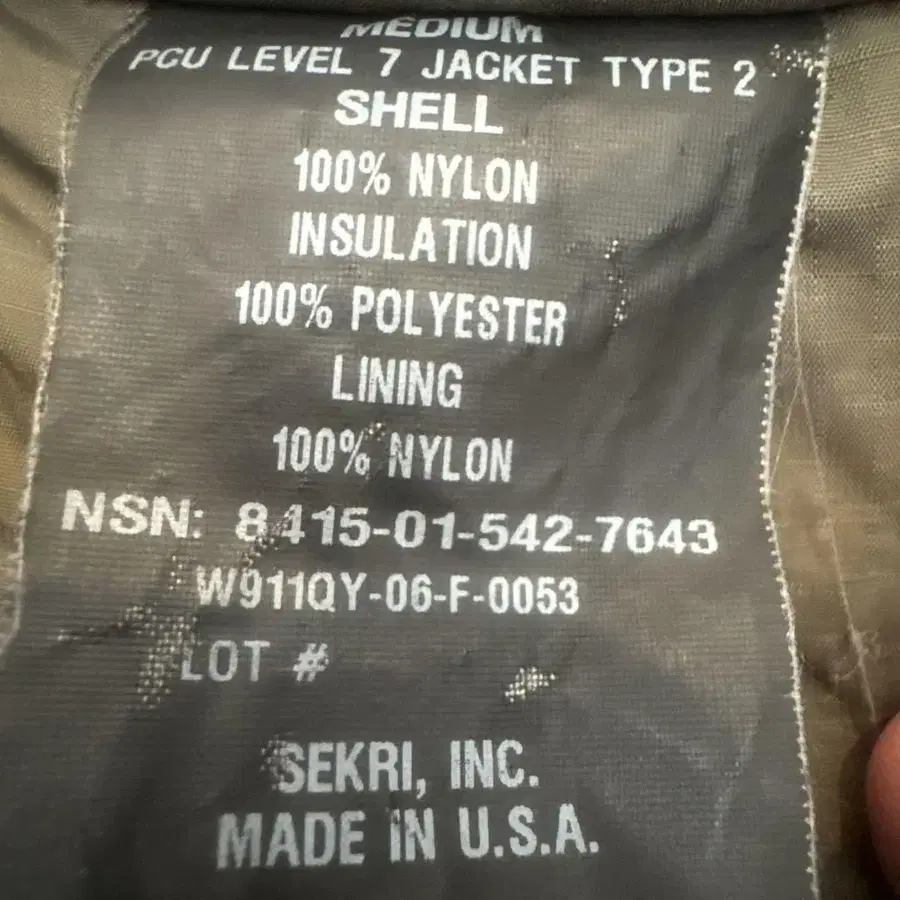 MEDIUM
PCU LEVEL 7 JACKET TYPE 2
SHELL
100% NYLON
INSULATION
100% POLYESTER
LINING
100% NYLON
NSN: 8415-01-542-7643
W911QY-06-F-0053
LOT #
SEKRI, INC.
MADE IN U.S.A.